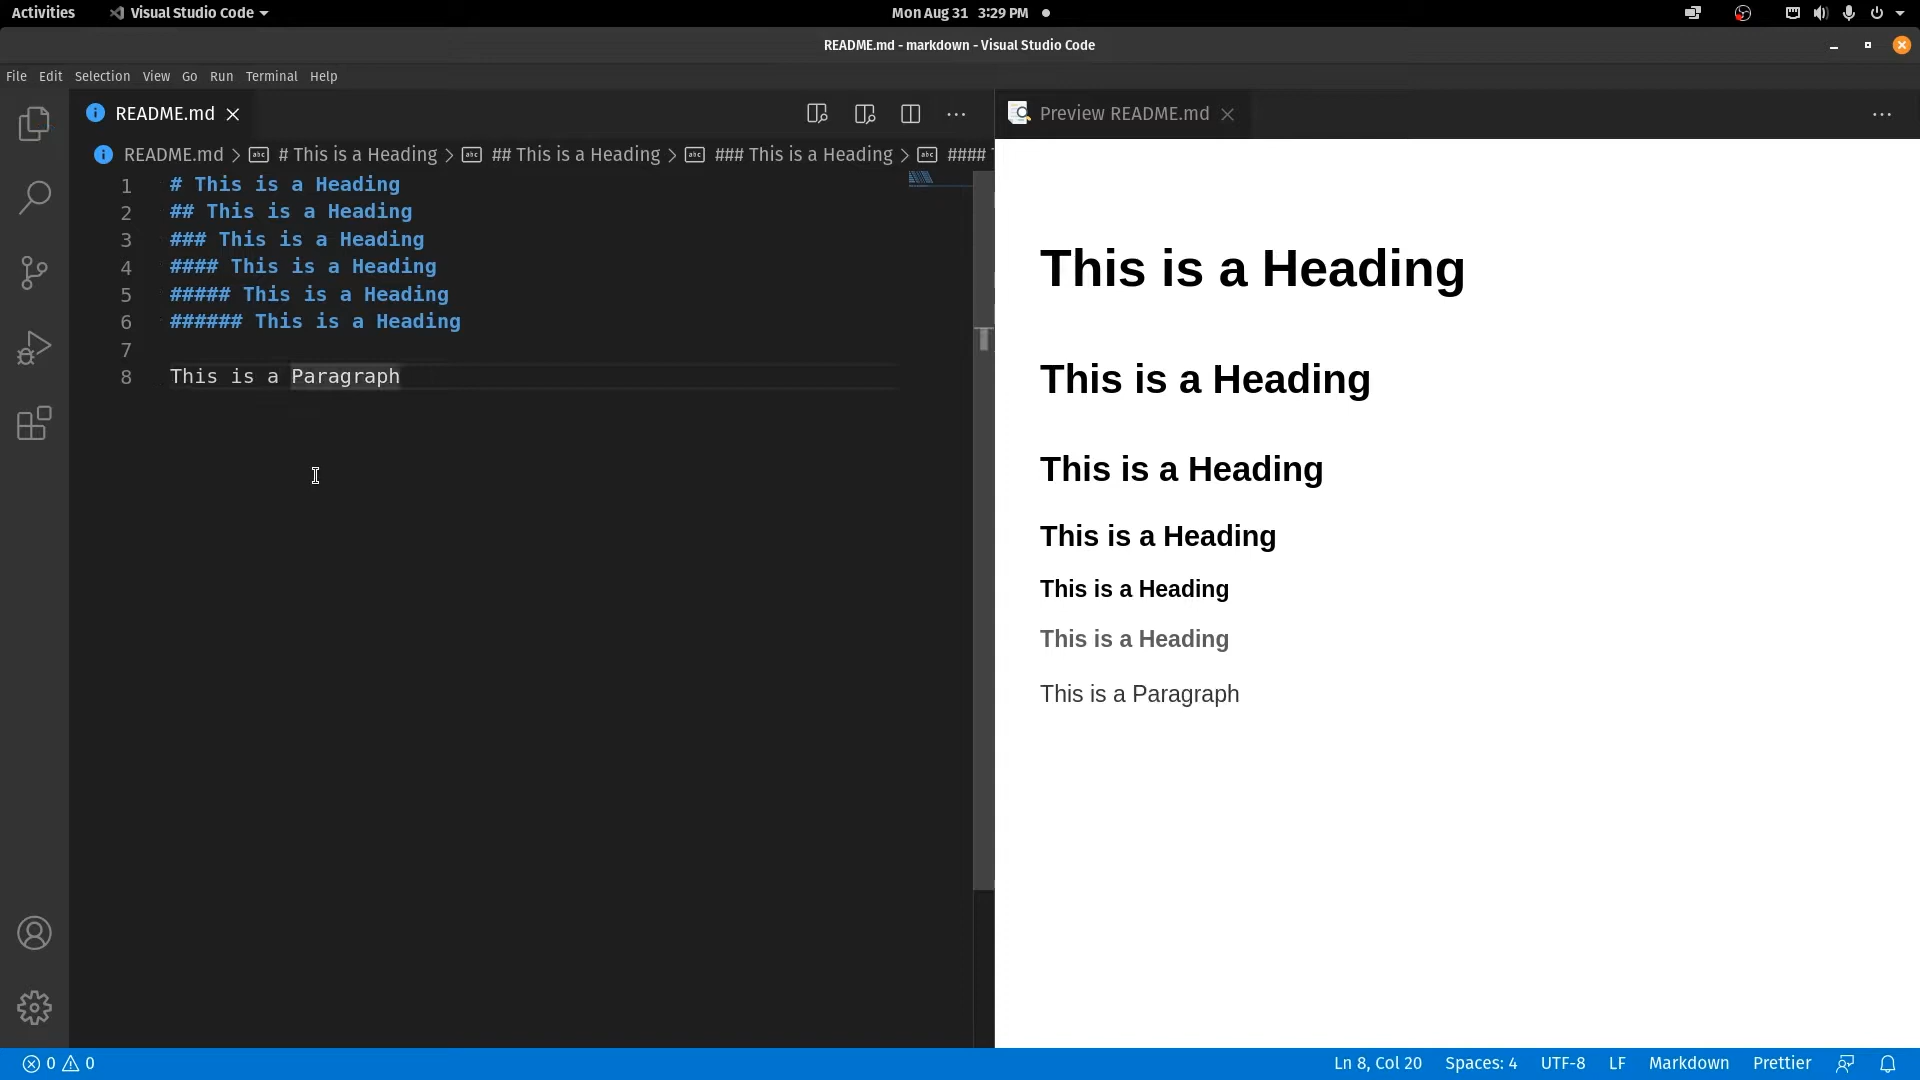 Activities Visual Studio Code Mon Aug 31 3:29 PM
README.md - markdown - Visual Studio Code
File Edit Selection View Go Run Terminal Help
README.md
README.md > # This is a Heading > ## This is a Heading > ### This is a Heading > ####
1 # This is a Heading
2 ## This is a Heading
3 ### This is a Heading
4 #### This is a Heading
5 ##### This is a Heading
6 ###### This is a Heading
7
8 This is a Paragraph
Preview README.md
This is a Heading
This is a Heading
This is a Heading
This is a Heading
This is a Heading
This is a Heading
This is a Paragraph
0 0 Ln 8, Col 20 Spaces: 4 UTF-8 LF Markdown Prettier